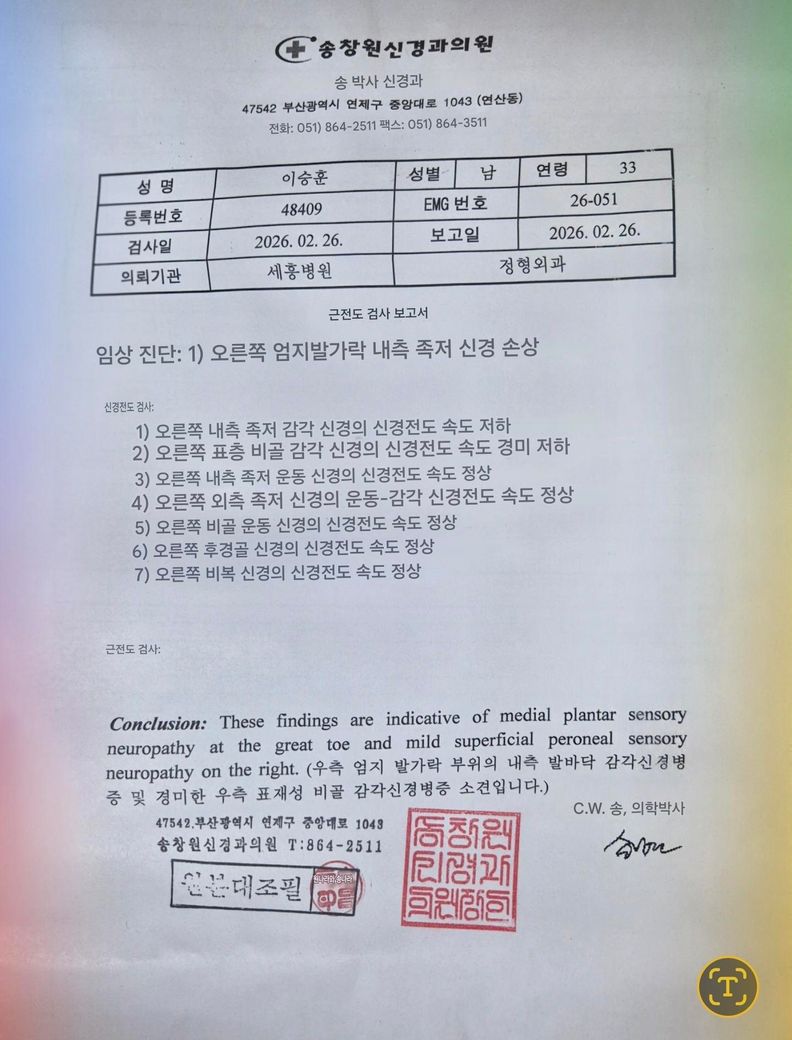 송창원신경과의원
송 박사 신경과
47542 부산광역시 연제구 중앙대로 1043 (연산동)
전화: 051) 864-2511 팩스: 051) 864-3511
성 명 이승훈 성별 남 연령 33
등록번호 48409 EMG 번호 26-051
검사일 2026. 02. 26. 보고일 2026. 02. 26.
의뢰기관 세흥병원 정형외과
근전도 검사 보고서
임상 진단: 1) 오른쪽 엄지발가락 내측 족저 신경 손상
신경전도 검사:
1) 오른쪽 내측 족저 감각 신경의 신경전도 속도 저하
2) 오른쪽 표층 비골 감각 신경의 신경전도 속도 경미 저하
3) 오른쪽 내측 족저 운동 신경의 신경전도 속도 정상
4) 오른쪽 외측 족저 신경의 운동-감각 신경전도 속도 정상
5) 오른쪽 비골 운동 신경의 신경전도 속도 정상
6) 오른쪽 후경골 신경의 신경전도 속도 정상
7) 오른쪽 비복 신경의 신경전도 속도 정상
근전도 검사:
Conclusion: These findings are indicative of medial plantar sensory
neuropathy at the great toe and mild superficial peroneal sensory
neuropathy on the right. (우측 엄지 발가락 부위의 내측 발바닥 감각신경병
증 및 경미한 우측 표재성 비골 감각신경병증 소견입니다.)
C.W. 송, 의학박사
47542.부산광역시 연제구 중앙대로 1043
송창원신경과의원 T:864-2511
원본대조필